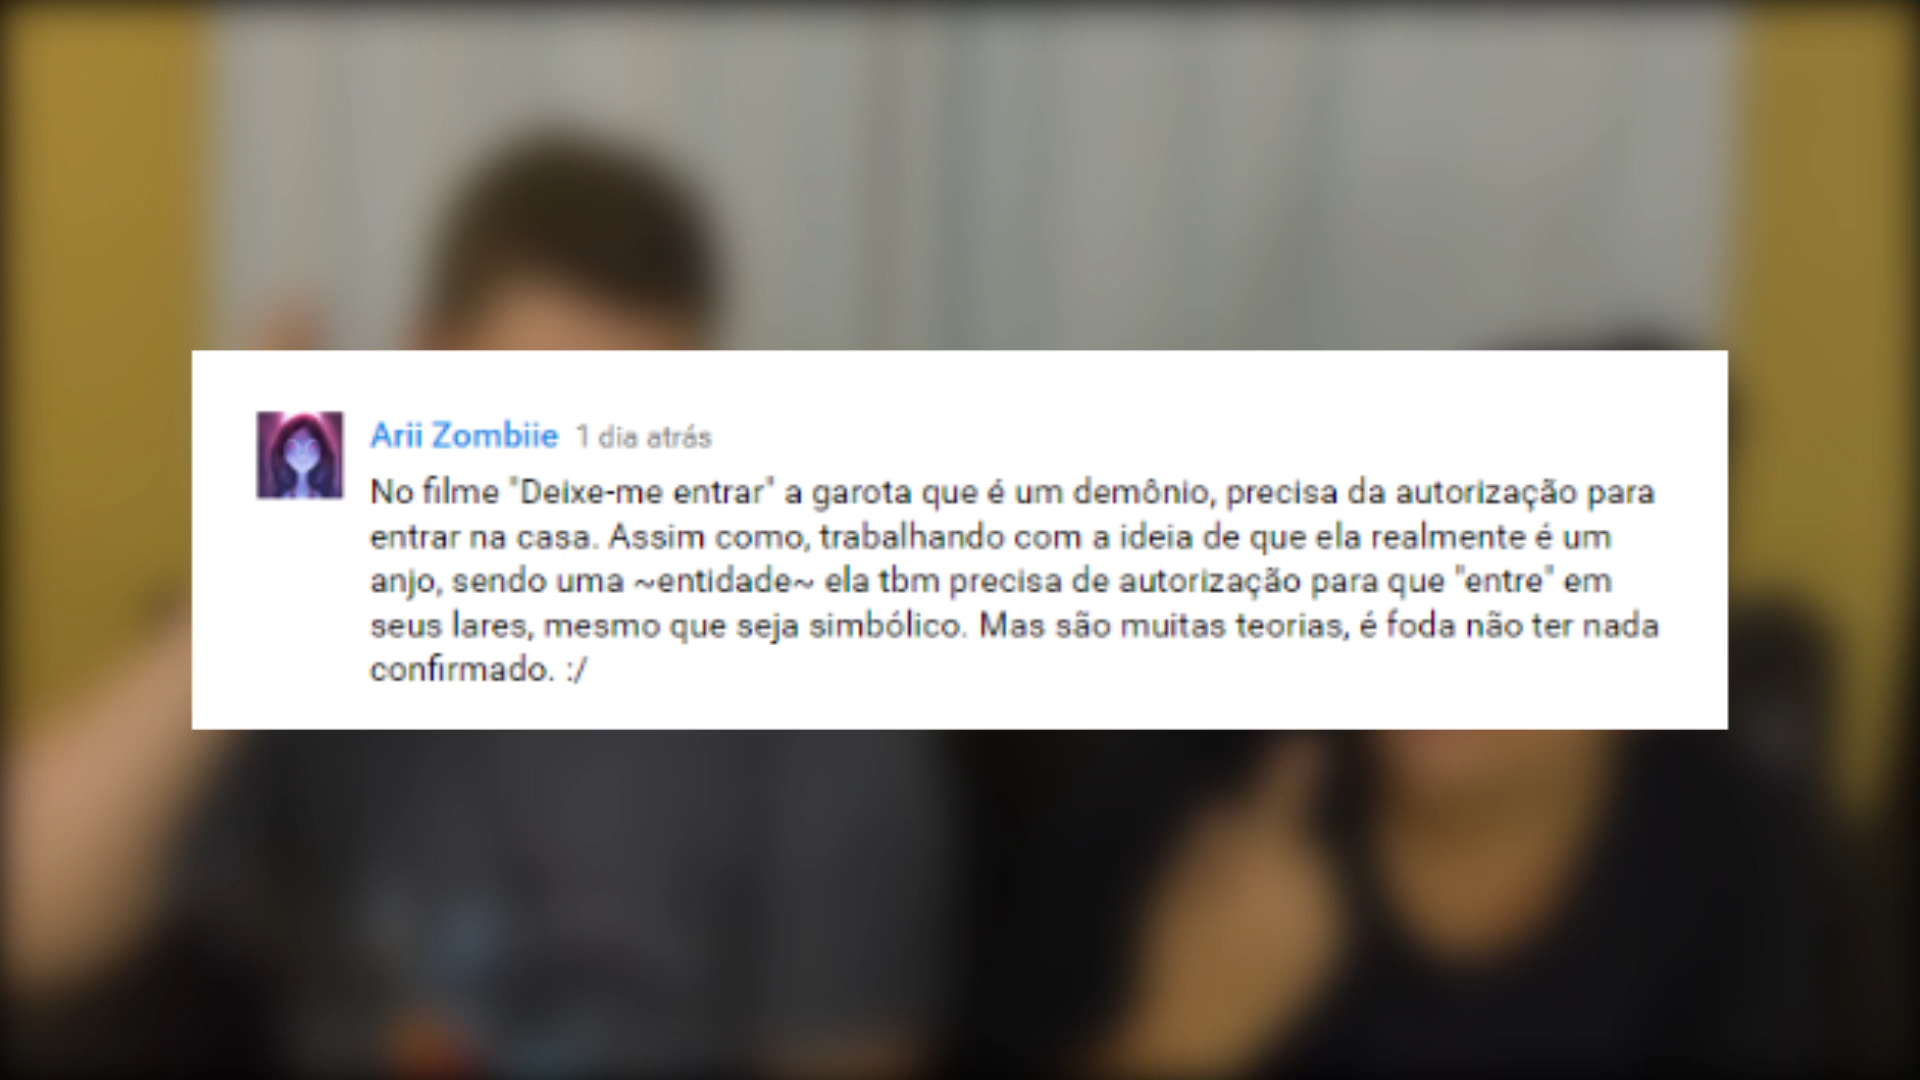 Arii Zombiie 1 dia atrás
No filme "Deixe-me entrar" a garota que é um demônio, precisa da autorização para
entrar na casa. Assim como, trabalhando com a ideia de que ela realmente é um
anjo, sendo uma ~entidade~ ela tbm precisa de autorização para que "entre" em
seus lares, mesmo que seja simbólico. Mas são muitas teorias, é foda não ter nada
confirmado. :/